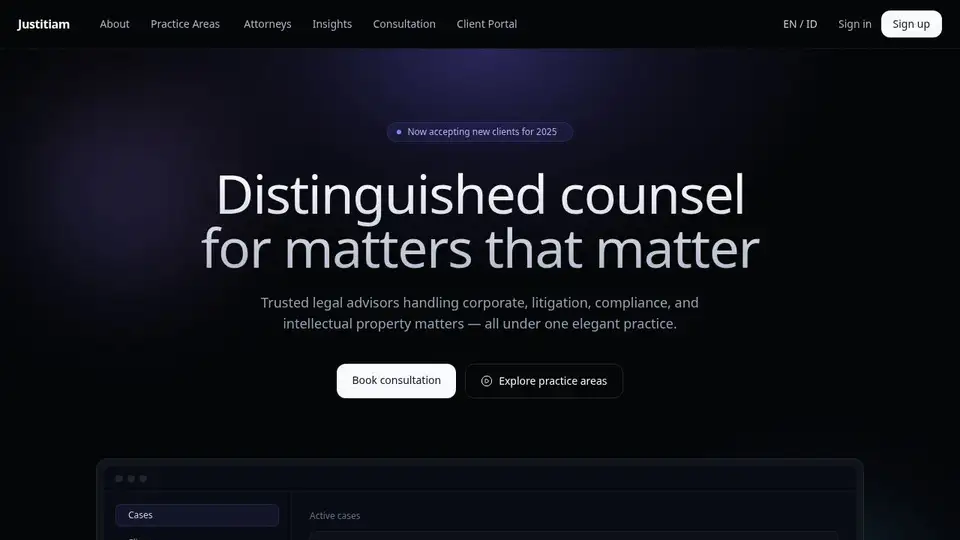 Justitiam
About
Practice Areas
Attorneys
Insights
Consultation
Client Portal
EN / ID
Sign in
Sign up
Now accepting new clients for 2025
Distinguished counsel
for matters that matter
Trusted legal advisors handling corporate, litigation, compliance, and
intellectual property matters — all under one elegant practice.
Book consultation
Explore practice areas
Cases
Active cases